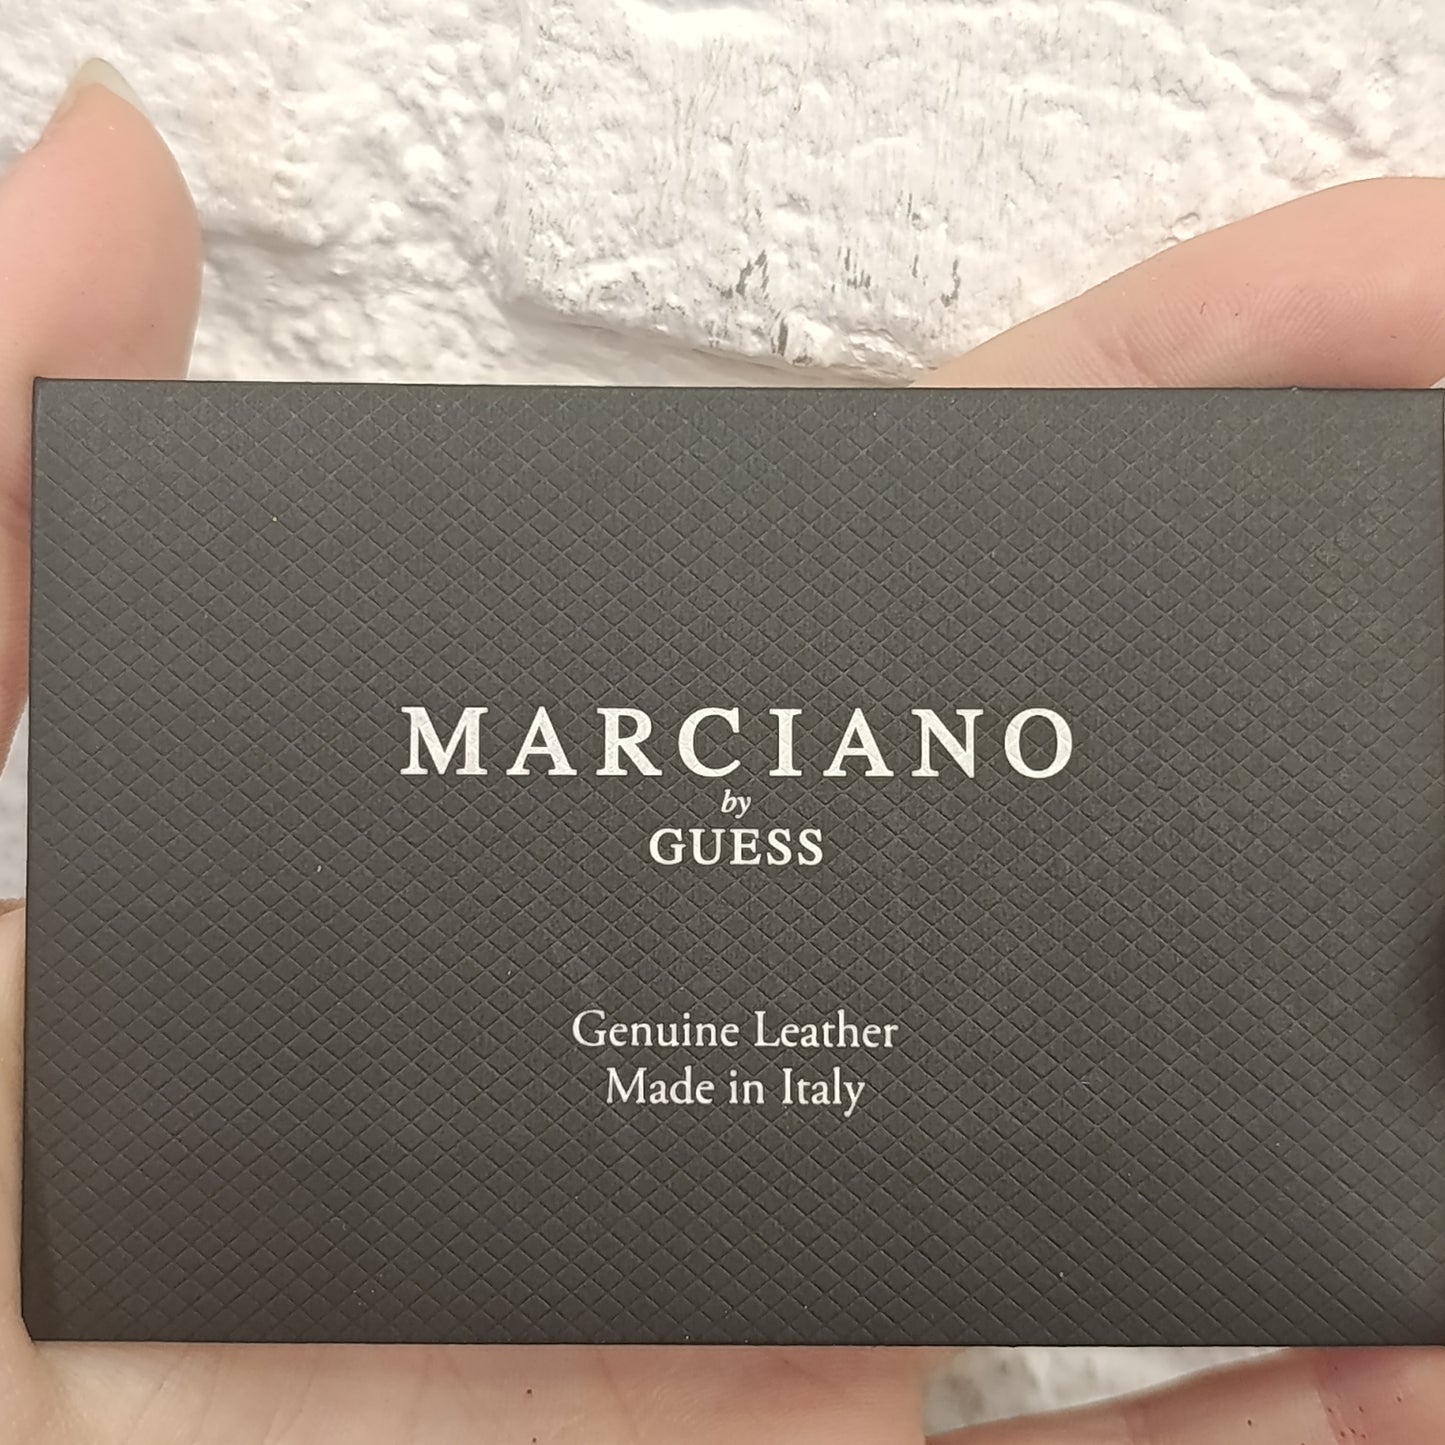 MARCIANO
by
GUESS
Genuine Leather
Made in Italy